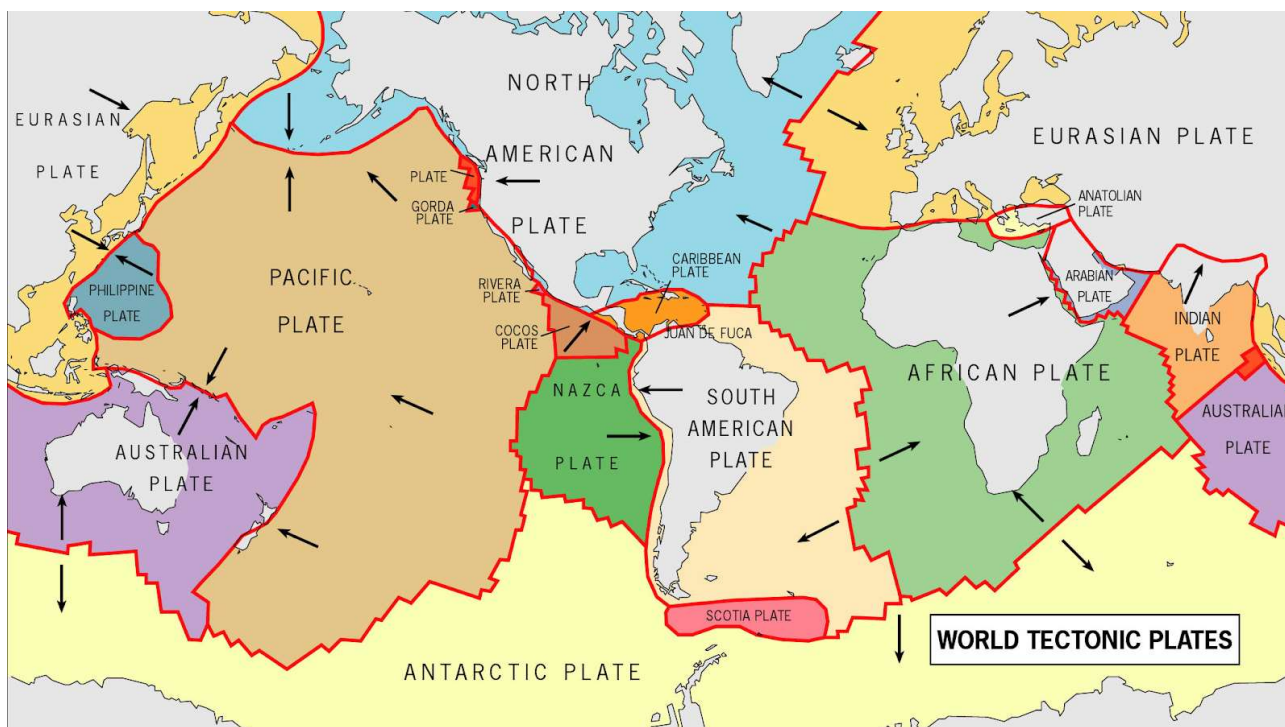 NORTH
AMERICAN
PLATE
EURASIAN
PLATE
EURASIAN PLATE
ANATOLIAN
PLATE
PLATE
GORDA
PLATE
CARIBBEAN
PLATE
RIVERA
PLATE
COCOS
PLATE
JUAN DE FUCA
PACIFIC
PLATE
PHILIPPINE
PLATE
ARABIAN
PLATE
INDIAN
PLATE
AFRICAN PLATE
NAZCA
PLATE
SOUTH
AMERICAN
PLATE
AUSTRALIAN
PLATE
AUSTRALIAN
PLATE
SCOTIA PLATE
ANTARCTIC PLATE
WORLD TECTONIC PLATES